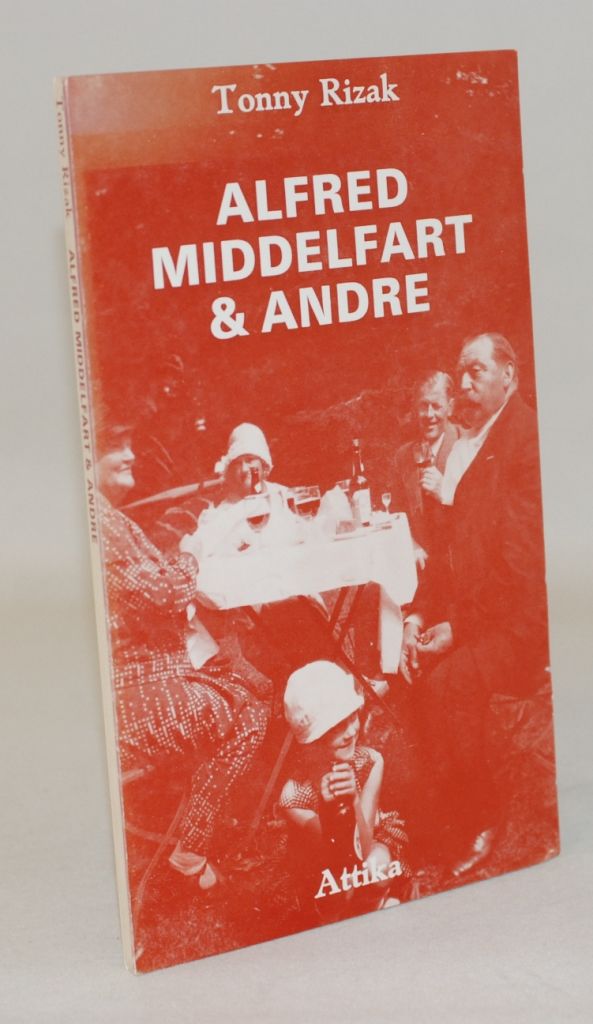 Tonny Rizak
ALFRED
MIDDELFART
& ANDRE
Attika
Tonny Rizak ALFRED MIDDELFART & ANDRE